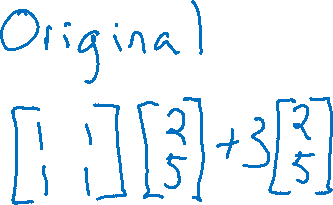 Original
[1 1; 1 1] [2; 5] + 3 [2; 5]